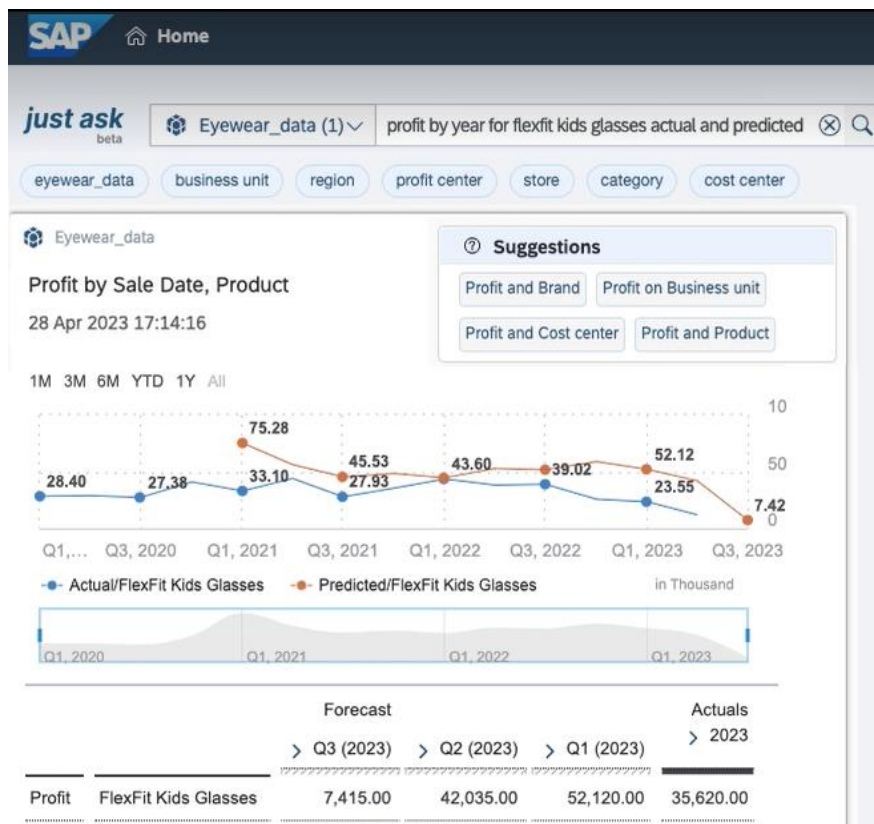 SAP Home
just ask
beta
Eyewear_data (1)
profit by year for flexfit kids glasses actual and predicted
eyewear_data business unit region profit center store category cost center
Eyewear_data
Suggestions
Profit and Brand Profit on Business unit
Profit and Cost center Profit and Product
Profit by Sale Date, Product
28 Apr 2023 17:14:16
1M 3M 6M YTD 1Y All
10
75.28
45.53 43.60 39.02 52.12 50
28.40 27.38 33.10 27.93 23.55
7.42
0
Q1,... Q3, 2020 Q1, 2021 Q3, 2021 Q1, 2022 Q3, 2022 Q1, 2023 Q3, 2023
Actual/FlexFit Kids Glasses Predicted/FlexFit Kids Glasses in Thousand
Q1, 2020 Q1, 2021 Q1, 2022 Q1, 2023
Forecast Actuals
Q3 (2023) Q2 (2023) Q1 (2023) 2023
Profit FlexFit Kids Glasses 7,415.00 42,035.00 52,120.00 35,620.00